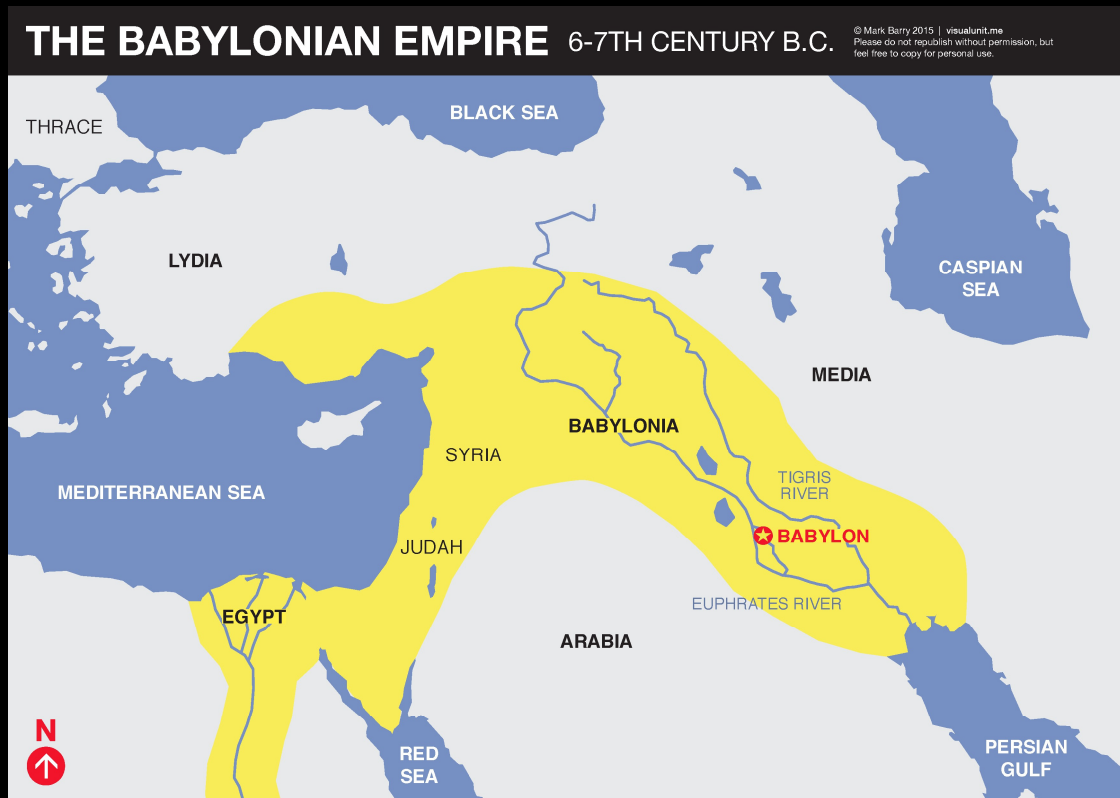 THE BABYLONIAN EMPIRE 6-7TH CENTURY B.C.
© Mark Barry 2015 | visualunit.me
Please do not republish without permission, but
feel free to copy for personal use.
THRACE
BLACK SEA
LYDIA
CASPIAN
SEA
MEDIA
BABYLONIA
SYRIA
MEDITERRANEAN SEA
TIGRIS
RIVER
BABYLON
JUDAH
EUPHRATES RIVER
EGYPT
ARABIA
N
RED
SEA
PERSIAN
GULF